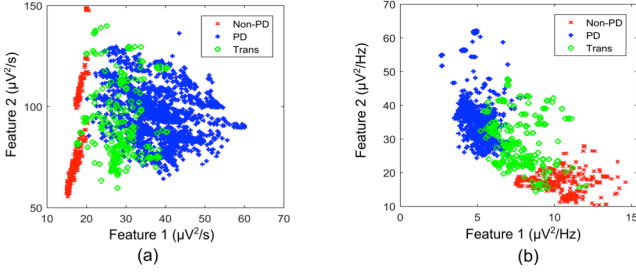 150
100
50
10 20 30 40 50 60 70
Feature 2 (µV²/s)
Feature 1 (µV²/s)
Non-PD
PD
Trans
(a)
70
60
50
40
30
20
10
0 5 10 15
Feature 2 (µV²/Hz)
Feature 1 (µV²/Hz)
Non-PD
PD
Trans
(b)